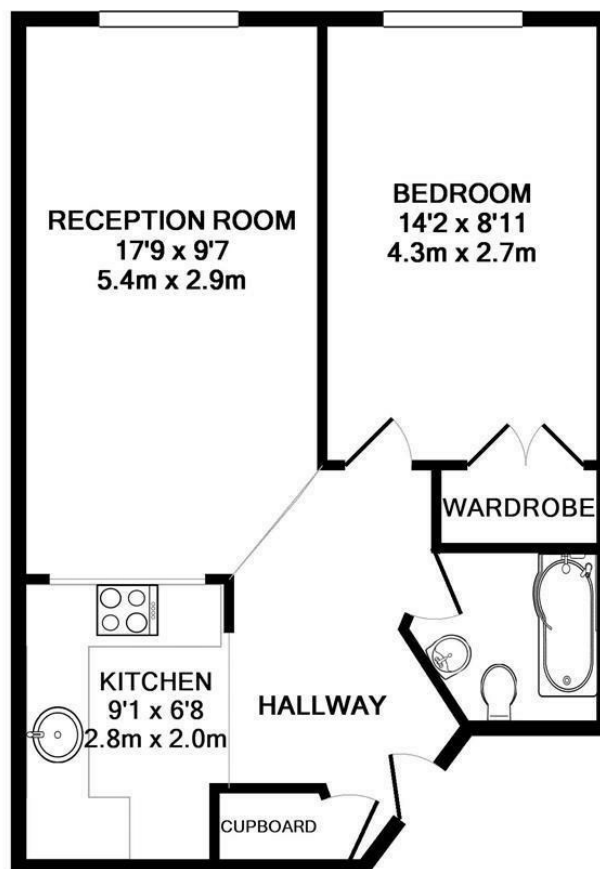 RECEPTION ROOM
17'9 x 9'7
5.4m x 2.9m
BEDROOM
14'2 x 8'11
4.3m x 2.7m
WARDROBE
KITCHEN
9'1 x 6'8
2.8m x 2.0m
HALLWAY
CUPBOARD